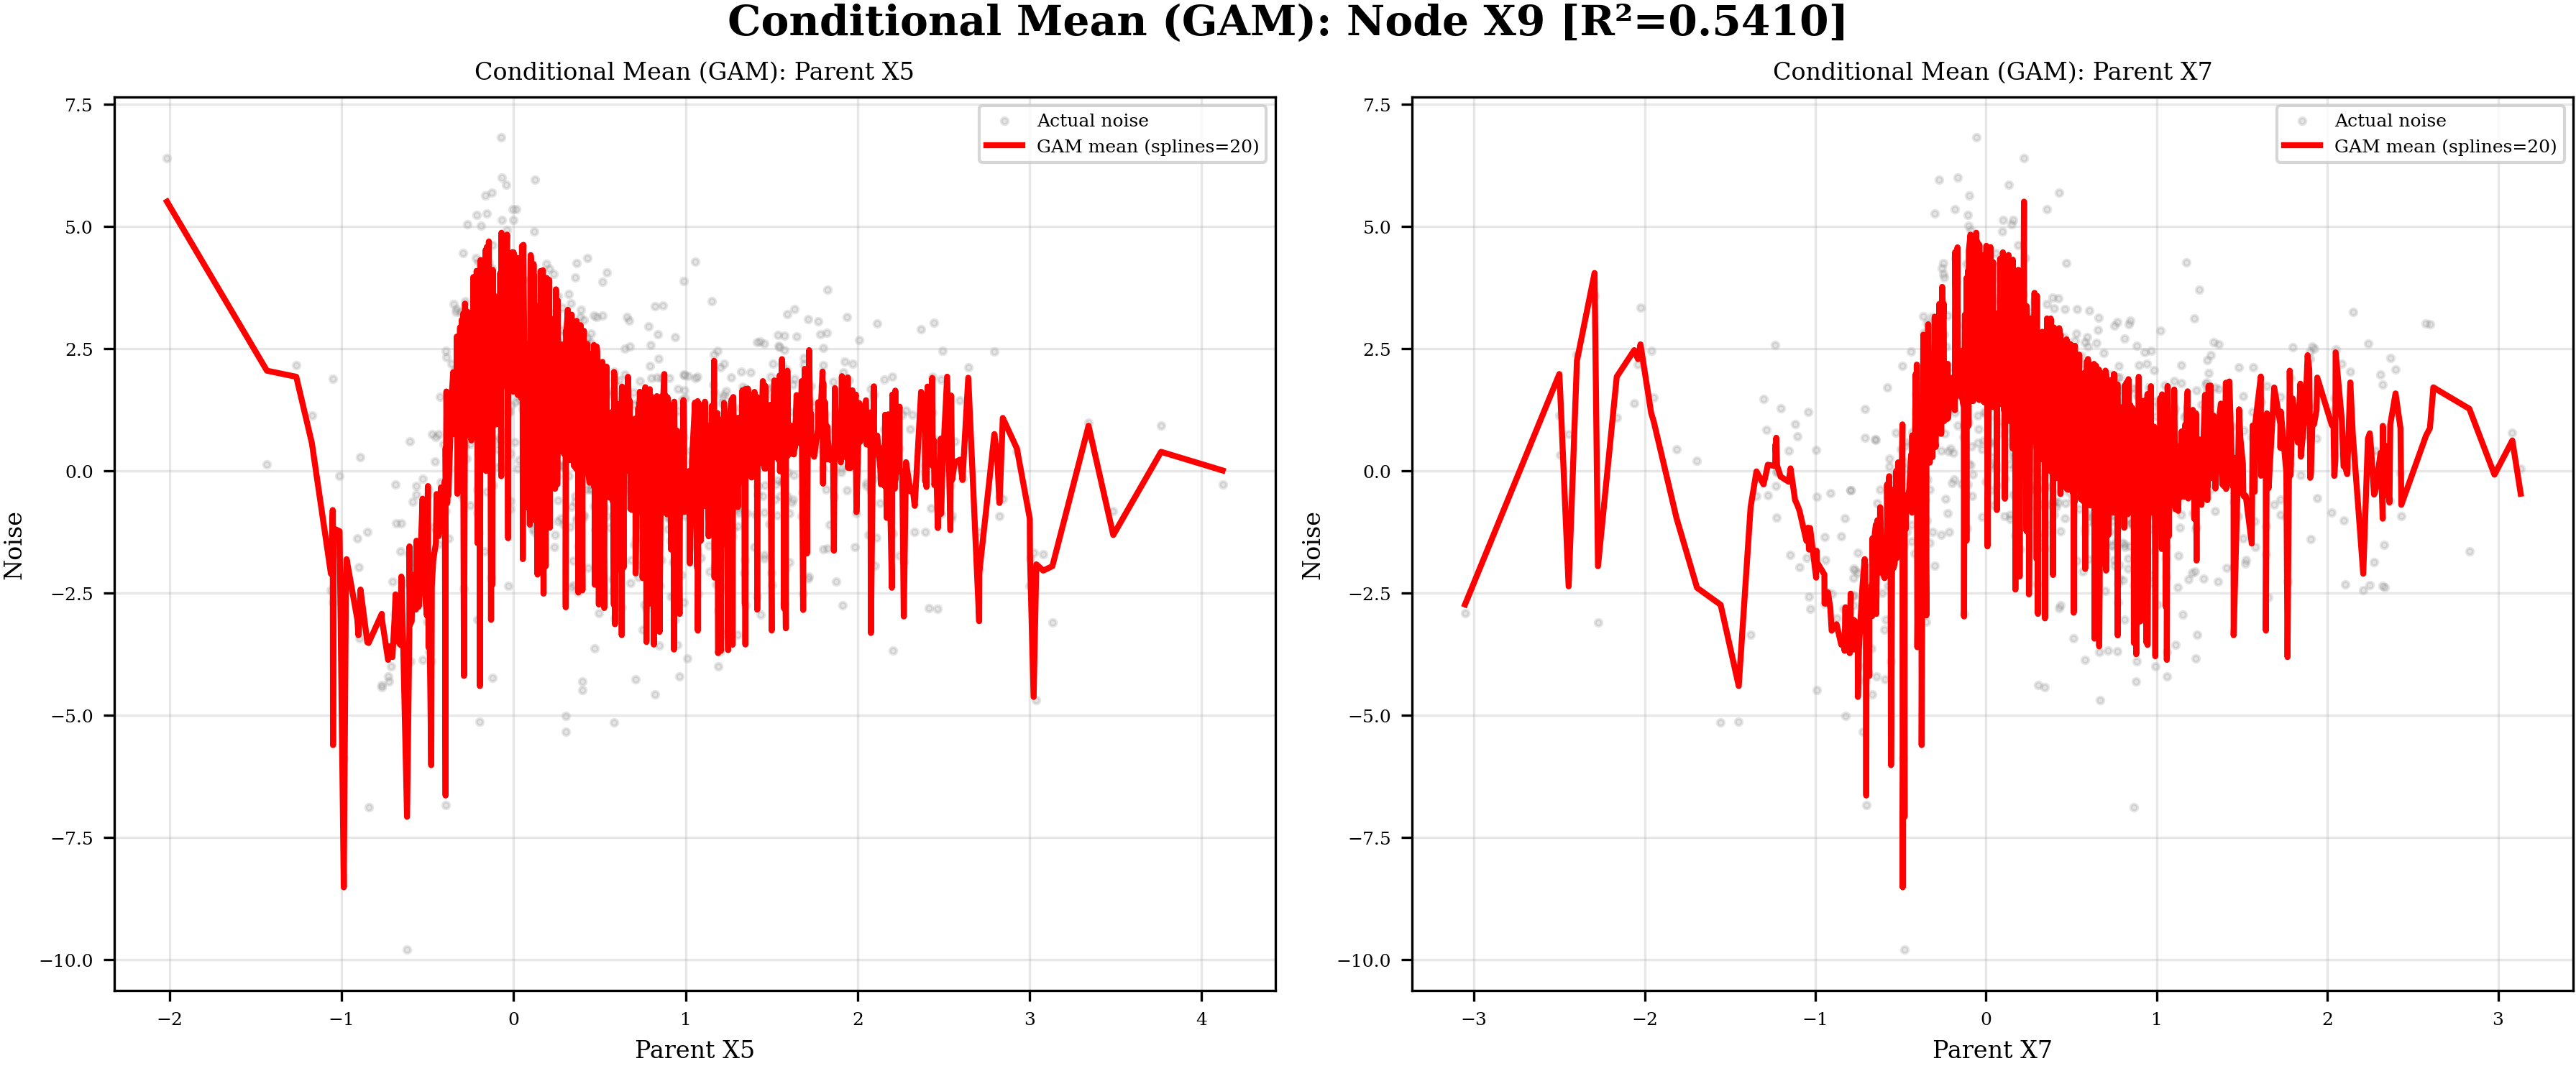 Conditional Mean (GAM): Node X9 [R²=0.5410]
Conditional Mean (GAM): Parent X5
7.5
5.0
2.5
0.0
−2.5
−5.0
−7.5
−10.0
Noise
Actual noise
GAM mean (splines=20)
−2
−1
0
1
2
3
4
Parent X5
Conditional Mean (GAM): Parent X7
7.5
5.0
2.5
0.0
−2.5
−5.0
−7.5
−10.0
Noise
Actual noise
GAM mean (splines=20)
−3
−2
−1
0
1
2
3
Parent X7